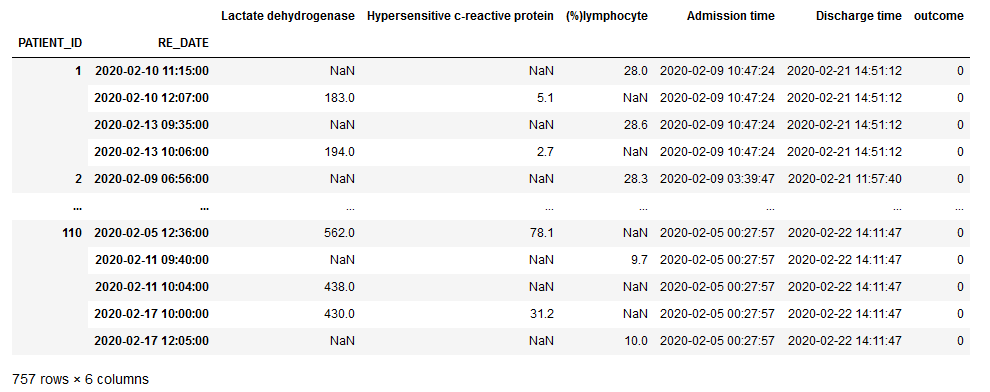 Lactate dehydrogenase Hypersensitive c-reactive protein (%)lymphocyte Admission time Discharge time outcome
PATIENT_ID RE_DATE
1 2020-02-10 11:15:00 NaN NaN 28.0 2020-02-09 10:47:24 2020-02-21 14:51:12 0
2020-02-10 12:07:00 183.0 5.1 NaN 2020-02-09 10:47:24 2020-02-21 14:51:12 0
2020-02-13 09:35:00 NaN NaN 28.6 2020-02-09 10:47:24 2020-02-21 14:51:12 0
2020-02-13 10:06:00 194.0 2.7 NaN 2020-02-09 10:47:24 2020-02-21 14:51:12 0
2 2020-02-09 06:56:00 NaN NaN 28.3 2020-02-09 03:39:47 2020-02-21 11:57:40 0
... ... ... ... ... ... ... ...
110 2020-02-05 12:36:00 562.0 78.1 NaN 2020-02-05 00:27:57 2020-02-22 14:11:47 0
2020-02-11 09:40:00 NaN NaN 9.7 2020-02-05 00:27:57 2020-02-22 14:11:47 0
2020-02-11 10:04:00 438.0 NaN NaN 2020-02-05 00:27:57 2020-02-22 14:11:47 0
2020-02-17 10:00:00 430.0 31.2 NaN 2020-02-05 00:27:57 2020-02-22 14:11:47 0
2020-02-17 12:05:00 NaN NaN 10.0 2020-02-05 00:27:57 2020-02-22 14:11:47 0
757 rows × 6 columns